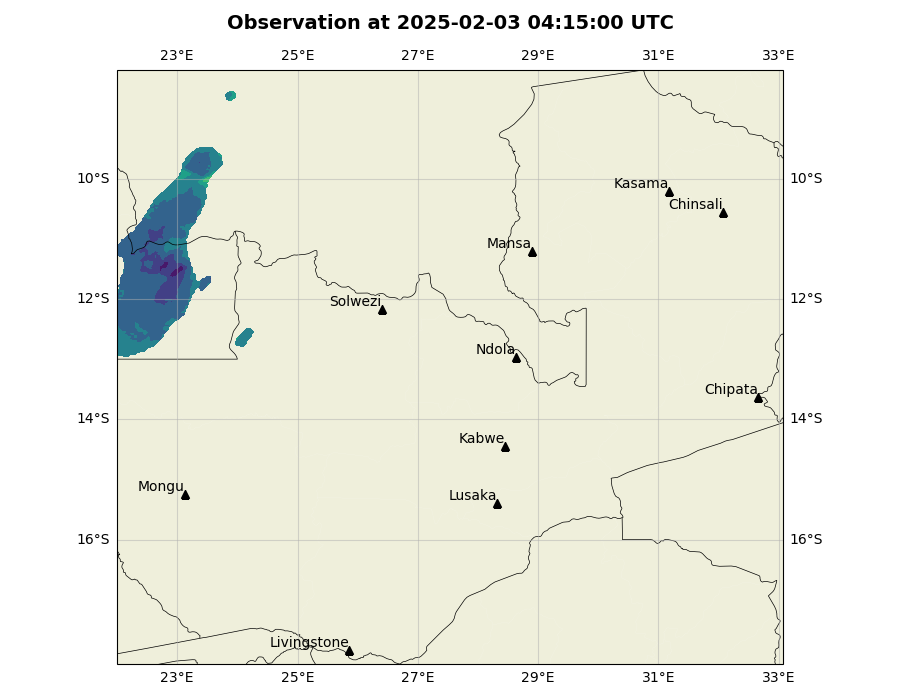 Observation at 2025-02-03 04:15:00 UTC
23°E 25°E 27°E 29°E 31°E 33°E
10°S 10°S
Kasama
Chinsali
Mansa
12°S 12°S
Solwezi
Ndola
Chipata
14°S 14°S
Kabwe
Mongu
Lusaka
16°S 16°S
Livingstone
23°E 25°E 27°E 29°E 31°E 33°E